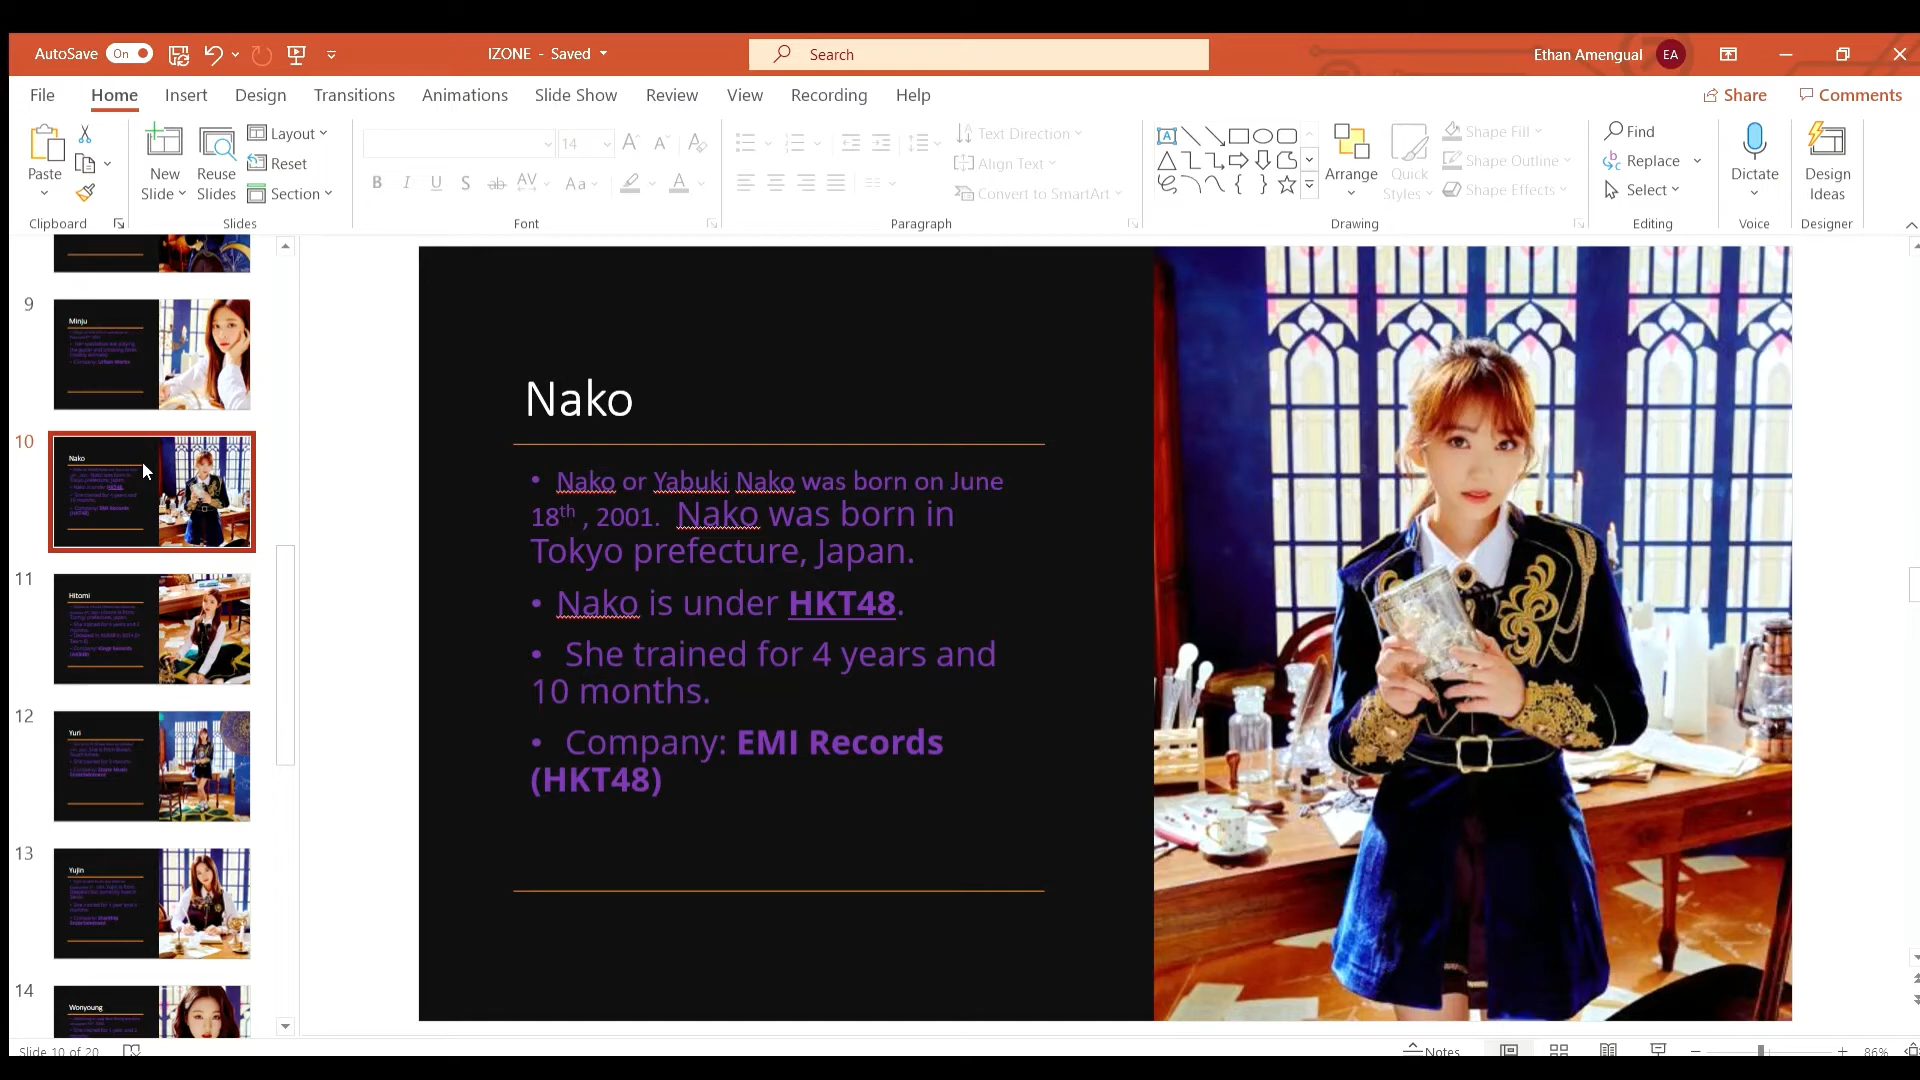 AutoSave On
IZONE - Saved
Search
Ethan Amengual EA
File Home Insert Design Transitions Animations Slide Show Review View Recording Help
Share Comments
Paste
Clipboard
New Slide
Reuse Slides
Layout
Reset
Section
Slides
14
B I U S ab AV Aa A
Font
Text Direction
Align Text
Convert to SmartArt
Paragraph
Arrange
Quick Styles
Shape Fill
Shape Outline
Shape Effects
Drawing
Find
Replace
Select
Editing
Dictate
Voice
Design Ideas
Designer
9
Minju
10
Nako
11
Hitomi
12
Yuri
13
Yujin
14
Wonyoung
Nako
• Nako or Yabuki Nako was born on June
18th , 2001. Nako was born in
Tokyo prefecture, Japan.
• Nako is under HKT48.
• She trained for 4 years and
10 months.
• Company: EMI Records
(HKT48)
Slide 10 of 20
Notes
86%